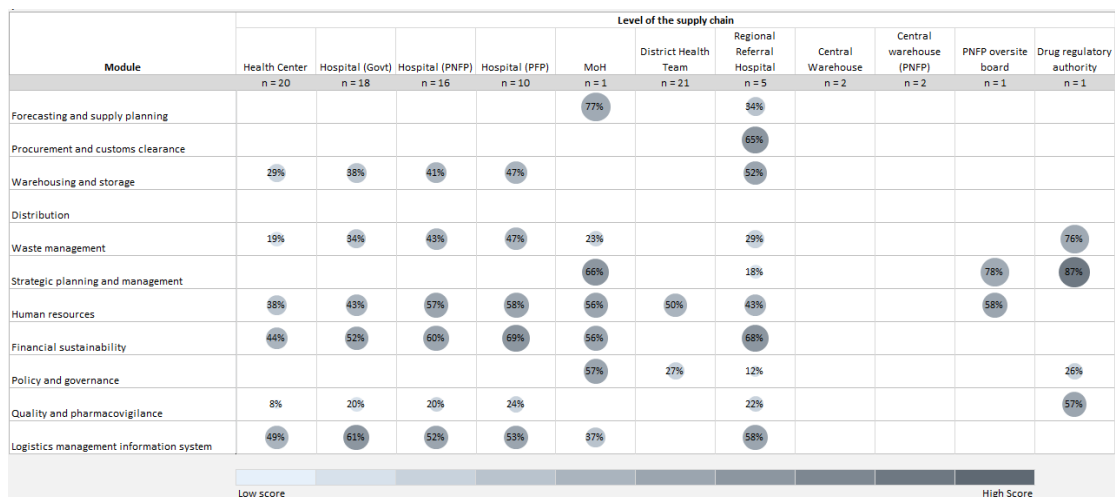 Level of the supply chain
Module Health Center Hospital (Govt) Hospital (PNFP) Hospital (PFP) MoH District Health Team Regional Referral Hospital Central Warehouse Central warehouse (PNFP) PNFP oversite board Drug regulatory authority
n = 20 n = 18 n = 16 n = 10 n = 1 n = 21 n = 5 n = 2 n = 2 n = 1 n = 1
Forecasting and supply planning 77% 34%
Procurement and customs clearance 65%
Warehousing and storage 29% 38% 41% 47% 52%
Distribution
Waste management 19% 34% 43% 47% 23% 29% 76%
Strategic planning and management 66% 18% 78% 87%
Human resources 38% 43% 57% 58% 56% 50% 43% 58%
Financial sustainability 44% 52% 60% 69% 56% 68%
Policy and governance 57% 27% 12% 26%
Quality and pharmacovigilance 8% 20% 20% 24% 22% 57%
Logistics management information system 49% 61% 52% 53% 37% 58%
Low score High Score